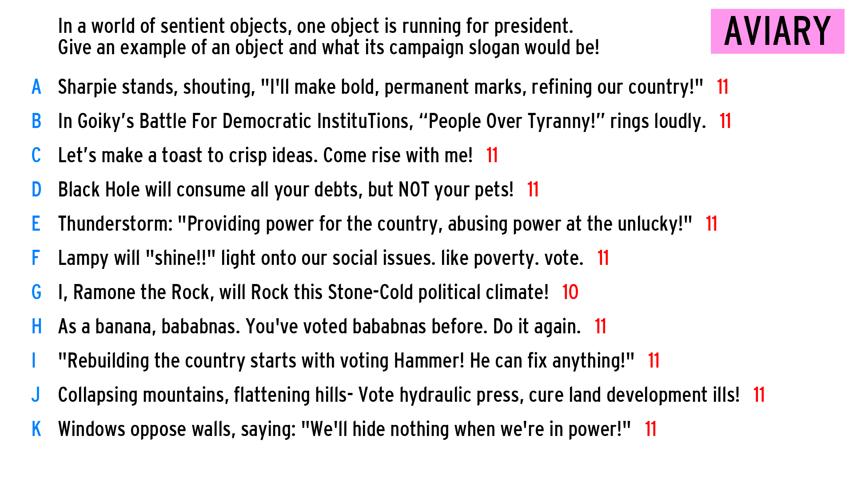 In a world of sentient objects, one object is running for president.
Give an example of an object and what its campaign slogan would be!
AVIARY
A Sharpie stands, shouting, "I'll make bold, permanent marks, refining our country!" 11
B In Goiky's Battle For Democratic InstituTions, “People Over Tyranny!” rings loudly. 11
C Let's make a toast to crisp ideas. Come rise with me! 11
D Black Hole will consume all your debts, but NOT your pets! 11
E Thunderstorm: "Providing power for the country, abusing power at the unlucky!" 11
F Lampy will "shine!!" light onto our social issues. like poverty. vote. 11
G I, Ramone the Rock, will Rock this Stone-Cold political climate! 10
H As a banana, bababnas. You've voted bababnas before. Do it again. 11
I "Rebuilding the country starts with voting Hammer! He can fix anything!" 11
J Collapsing mountains, flattening hills- Vote hydraulic press, cure land development ills! 11
K Windows oppose walls, saying: "We'll hide nothing when we're in power!" 11